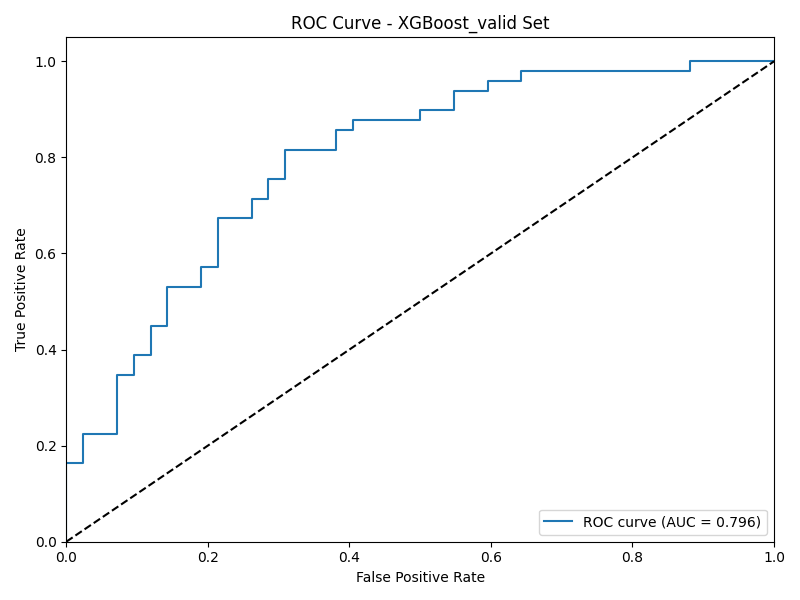 ROC Curve - XGBoost_valid Set
True Positive Rate
1.0
0.8
0.6
0.4
0.2
0.0
ROC curve (AUC = 0.796)
0.0 0.2 0.4 0.6 0.8 1.0
False Positive Rate